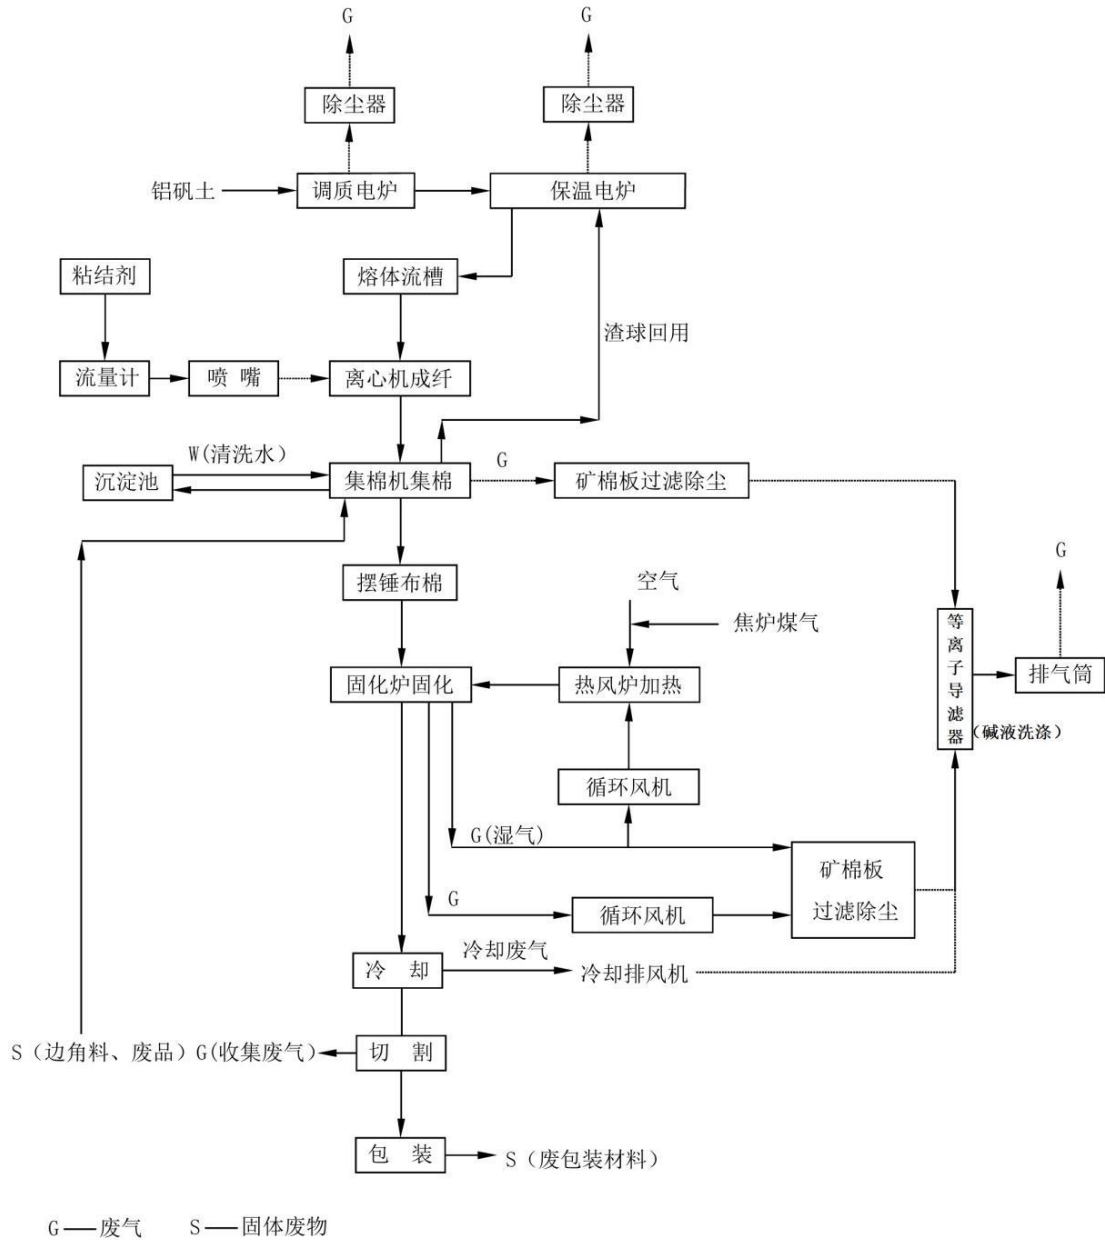 G
G
除尘器
除尘器
铝矾土
调质电炉
保温电炉
粘结剂
熔体流槽
渣球回用
流量计
喷 嘴
离心机成纤
W(清洗水）
沉淀池
集棉机集棉
G
矿棉板过滤除尘
G
摆锤布棉
空气
焦炉煤气
等离子导滤器
(碱液洗涤）
排气筒
固化炉固化
热风炉加热
循环风机
G(湿气)
矿棉板
过滤除尘
G
循环风机
冷却废气
冷 却
冷却排风机
S（边角料、废品）G(收集废气）
切 割
包 装
S（废包装材料）
G——废气 S——固体废物